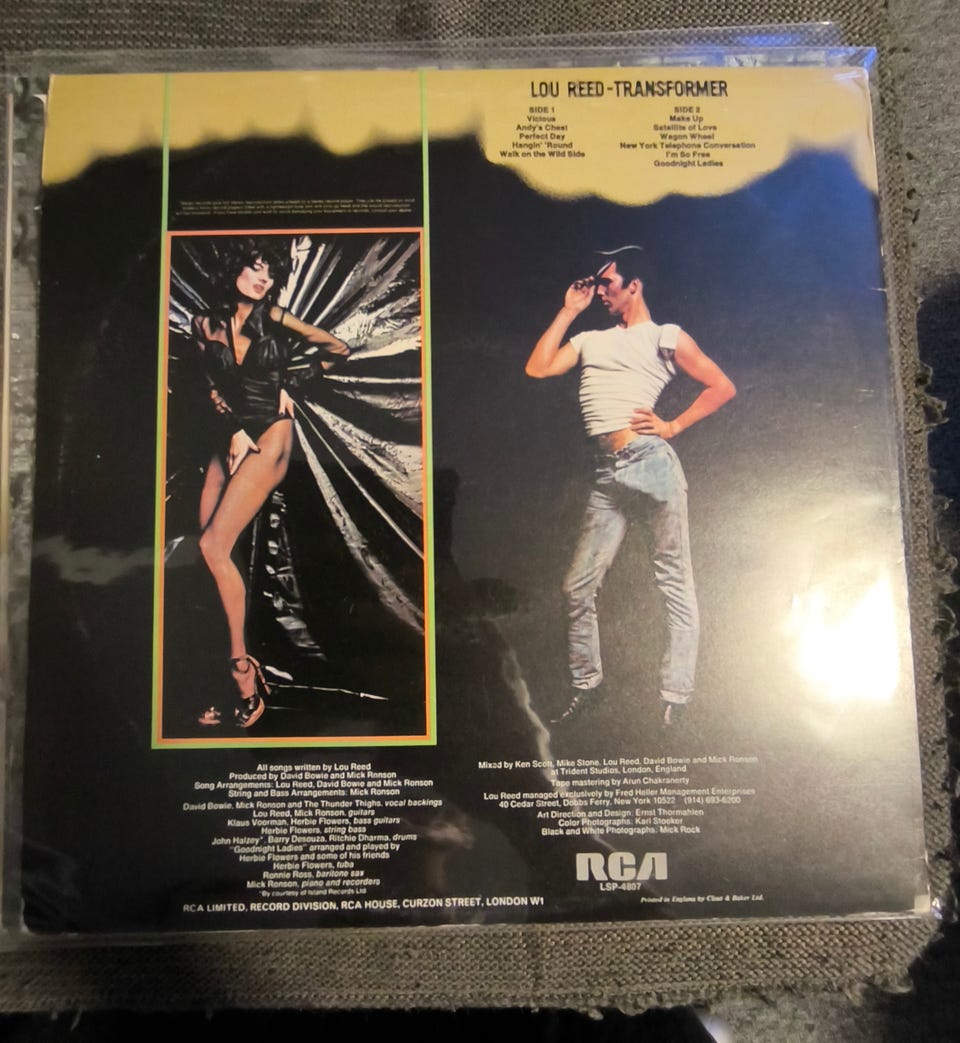 LOU REED-TRANSFORMER
SIDE 1
Vicious
Andy's Chest
Perfect Day
Hangin' 'Round
Walk on the Wild Side
SIDE 2
Make Up
Satellite of Love
Wagon Wheel
New York Telephone Conversation
I'm So Free
Goodnight Ladies
All songs written by Lou Reed
Produced by David Bowie and Mick Ronson
Song Arrangements: Lou Reed, David Bowie and Mick Ronson
String and Bass Arrangements: Mick Ronson
David Bowie, Mick Ronson and The Thunder Thighs, vocal backings
Lou Reed, Mick Ronson, guitars
Klaus Voorman, Herbie Flowers, bass guitars
Herbie Flowers, string bass
John Halzey*, Barry Desouza, Ritchie Dharma, drums
"Goodnight Ladies" arranged and played by
Herbie Flowers and some of his friends
Herbie Flowers, tuba
Ronnie Ross, baritone sax
Mick Ronson, piano and recorders
*By courtesy of Island Records Ltd
RCA LIMITED, RECORD DIVISION, RCA HOUSE, CURZON STREET, LONDON W1
Mixed by Ken Scott, Mike Stone, Lou Reed, David Bowie and Mick Ronson
at Trident Studios, London, England
Tape mastering by Arun Chakranerty
Lou Reed managed exclusively by Fred Heller Management Enterprises
40 Cedar Street, Dobbs Ferry, New York 10522 (914) 693-6200
Art Direction and Design: Ernst Thormahlen
Color Photographs: Karl Stoeker
Black and White Photographs: Mick Rock
RCA
LSP-4807
Printed in England by Clout & Baker Ltd.